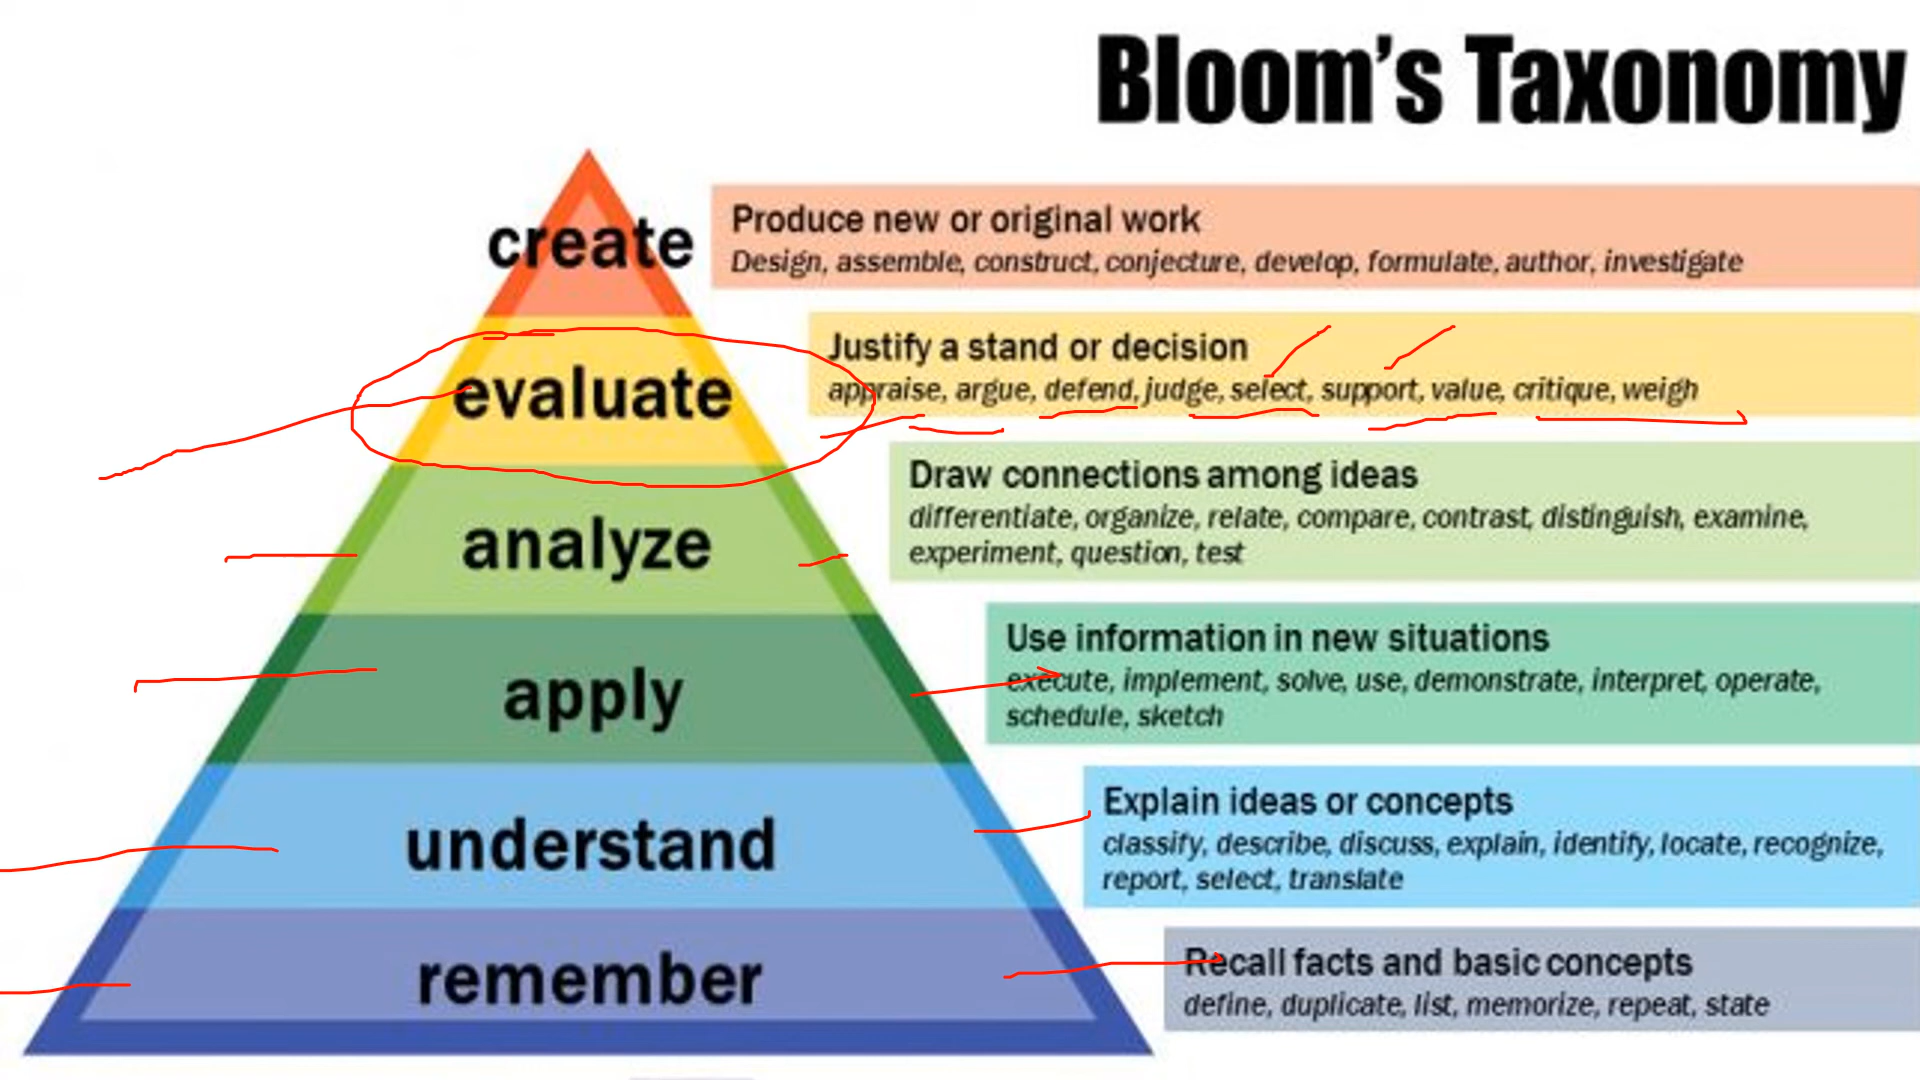 Bloom's Taxonomy
create
Produce new or original work
Design, assemble, construct, conjecture, develop, formulate, author, investigate
evaluate
Justify a stand or decision
appraise, argue, defend, judge, select, support, value, critique, weigh
analyze
Draw connections among ideas
differentiate, organize, relate, compare, contrast, distinguish, examine,
experiment, question, test
apply
Use information in new situations
execute, implement, solve, use, demonstrate, interpret, operate,
schedule, sketch
understand
Explain ideas or concepts
classify, describe, discuss, explain, identify, locate, recognize,
report, select, translate
remember
Recall facts and basic concepts
define, duplicate, list, memorize, repeat, state